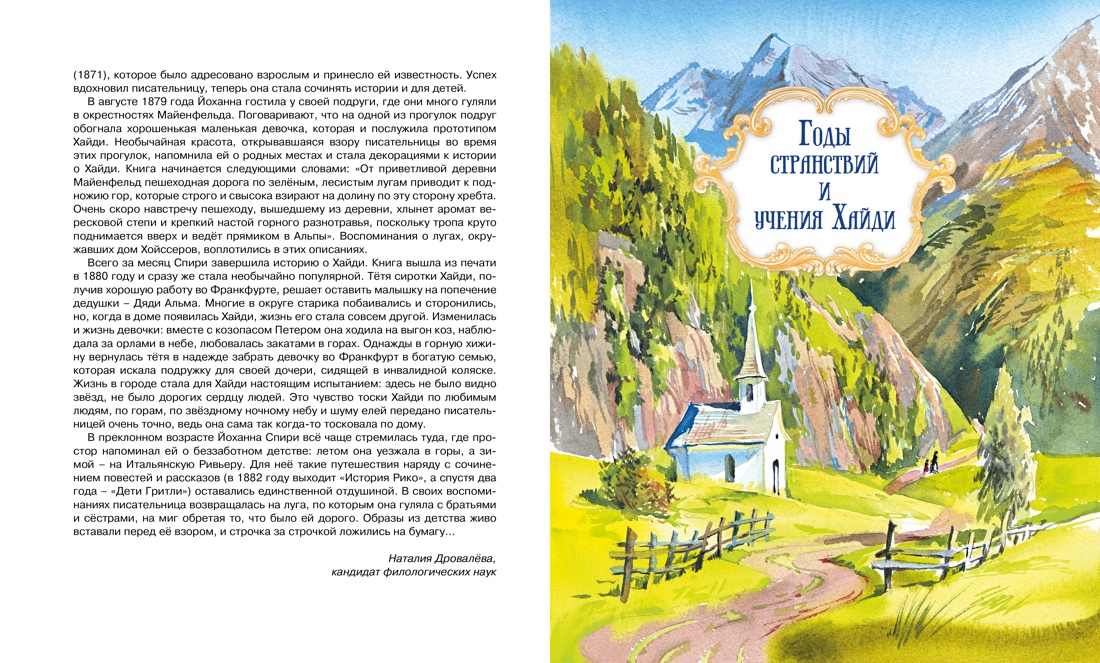 (1871), которое было адресовано взрослым и принесло ей известность. Успех
вдохновил писательницу, теперь она стала сочинять истории и для детей.
В августе 1879 года Йоханна гостила у своей подруги, где они много гуляли
в окрестностях Майенфельда. Поговаривают, что на одной из прогулок подруг
обогнала хорошенькая маленькая девочка, которая и послужила прототипом
Хайди. Необычайная красота, открывавшаяся взору писательницы во время
этих прогулок, напомнила ей о родных местах и стала декорациями к истории
о Хайди. Книга начинается следующими словами: «От приветливой деревни
Майенфельд пешеходная дорога по зелёным, лесистым лугам приводит к под-
ножию гор, которые строго и свысока взирают на долину по эту сторону хребта.
Очень скоро навстречу пешеходу, вышедшему из деревни, хлынет аромат ве-
ресковой степи и крепкий настой горного разнотравья, поскольку тропа круто
поднимается вверх и ведёт прямиком в Альпы». Воспоминания о лугах, окру-
жавших дом Хойссеров, воплотились в этих описаниях.
Всего за месяц Спири завершила историю о Хайди. Книга вышла из печати
в 1880 году и сразу же стала необычайно популярной. Тётя сиротки Хайди, по-
лучив хорошую работу во Франкфурте, решает оставить малышку на попечение
дедушки – Дяди Альма. Многие в округе старика побаивались и сторонились,
но, когда в доме появилась Хайди, жизнь его стала совсем другой. Изменилась
и жизнь девочки: вместе с козопасом Петером она ходила на выгон коз, наблю-
дала за орлами в небе, любовалась закатами в горах. Однажды в горную хижи-
ну вернулась тётя в надежде забрать девочку во Франкфурт в богатую семью,
которая искала подружку для своей дочери, сидящей в инвалидной коляске.
Жизнь в городе стала для Хайди настоящим испытанием: здесь не было видно
звёзд, не было дорогих сердцу людей. Это чувство тоски Хайди по любимым
людям, по горам, по звёздному ночному небу и шуму елей передано писатель-
ницей очень точно, ведь она сама так когда-то тосковала по дому.
В преклонном возрасте Йоханна Спири всё чаще стремилась туда, где про-
стор напоминал ей о беззаботном детстве: летом она уезжала в горы, а зи-
мой – на Итальянскую Ривьеру. Для неё такие путешествия наряду с сочине-
нием повестей и рассказов (в 1882 году выходит «История Рико», а спустя два
года – «Дети Гритли») оставались единственной отдушиной. В своих воспоми-
наниях писательница возвращалась на луга, по которым она гуляла с братьями
и сёстрами, на миг обретая то, что было ей дорого. Образы из детства живо
вставали перед её взором, и строчка за строчкой ложились на бумагу...
Наталия Дровалёва,
кандидат филологических наук
Годы
странствий
и
учения Хайди